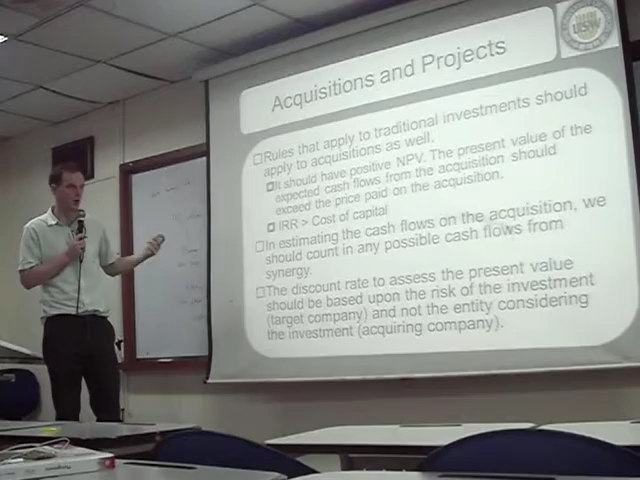 Acquisitions and Projects
Rules that apply to traditional investments should
apply to acquisitions as well.
It should have positive NPV. The present value of the
expected cash flows from the acquisition should
exceed the price paid on the acquisition.
IRR > Cost of capital
In estimating the cash flows on the acquisition, we
should count in any possible cash flows from
synergy.
The discount rate to assess the present value
should be based upon the risk of the investment
(target company) and not the entity considering
the investment (acquiring company).